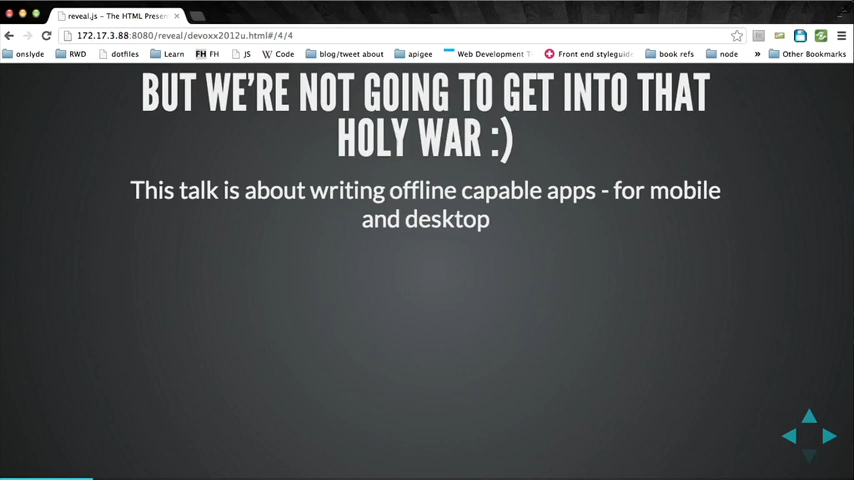 reveal.js - The HTML Presen
172.17.3.88:8080/reveal/devoxx2012u.html#/4/4
onslyde RWD dotfiles Learn FH FH JS W Code blog/tweet about apigee Web Development T Front end styleguide book refs node » Other Bookmarks
BUT WE'RE NOT GOING TO GET INTO THAT
HOLY WAR :)
This talk is about writing offline capable apps - for mobile
and desktop